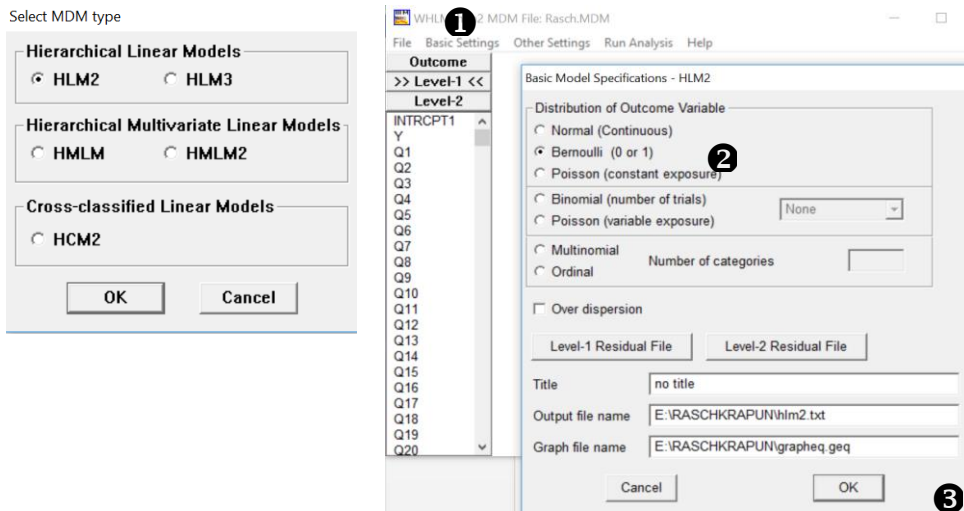 Select MDM type
Hierarchical Linear Models
HLM2 HLM3
Hierarchical Multivariate Linear Models
HMLM HMLM2
Cross-classified Linear Models
HCM2
OK Cancel
1
2 MDM File: Rasch.MDM
File Basic Settings Other Settings Run Analysis Help
Outcome
>> Level-1 <<
Level-2
INTRCPT1
Y
Q1
Q2
Q3
Q4
Q5
Q6
Q7
Q8
Q9
Q10
Q11
Q12
Q13
Q14
Q15
Q16
Q17
Q18
Q19
Q20
Basic Model Specifications - HLM2
Distribution of Outcome Variable
Normal (Continuous)
Bernoulli (0 or 1)
2
Poisson (constant exposure)
Binomial (number of trials)
None
Poisson (variable exposure)
Multinomial
Number of categories
Ordinal
Over dispersion
Level-1 Residual File Level-2 Residual File
Title no title
Output file name E:\RASCHKRAPUN\hlm2.txt
Graph file name E:\RASCHKRAPUN\grapheq.geq
Cancel OK
3